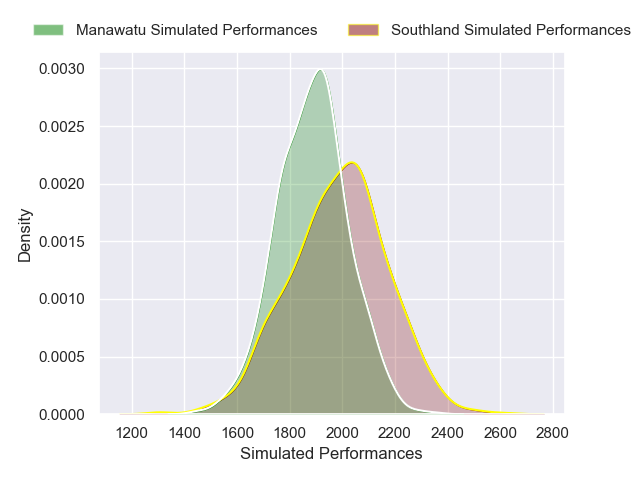 Manawatu Simulated Performances
Southland Simulated Performances
0.0030
0.0025
0.0020
0.0015
0.0010
0.0005
0.0000
Density
1200 1400 1600 1800 2000 2200 2400 2600 2800
Simulated Performances